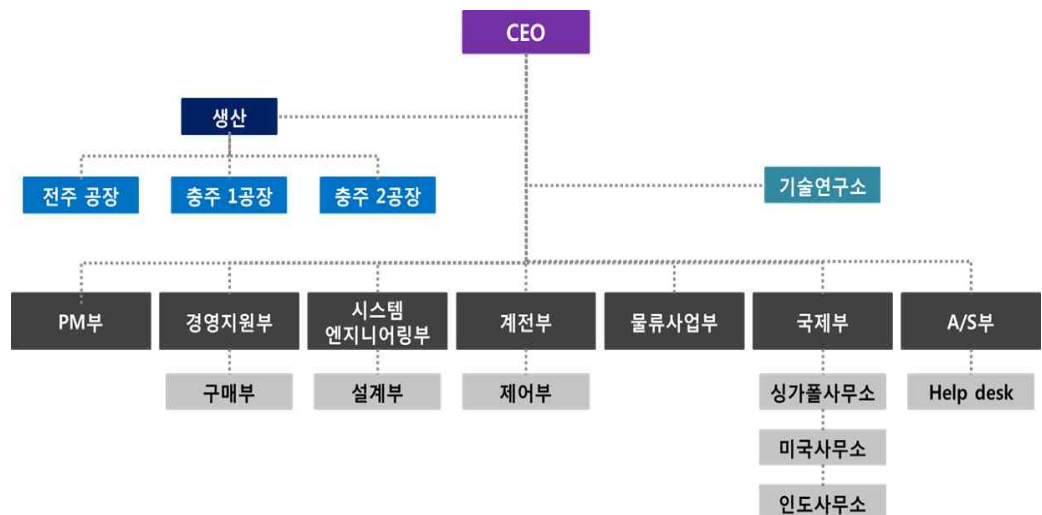 CEO
생산
전주 공장
충주 1공장
충주 2공장
기술연구소
PM부
경영지원부
시스템
엔지니어링부
계전부
물류사업부
국제부
A/S부
구매부
설계부
제어부
싱가폴사무소
Help desk
미국사무소
인도사무소